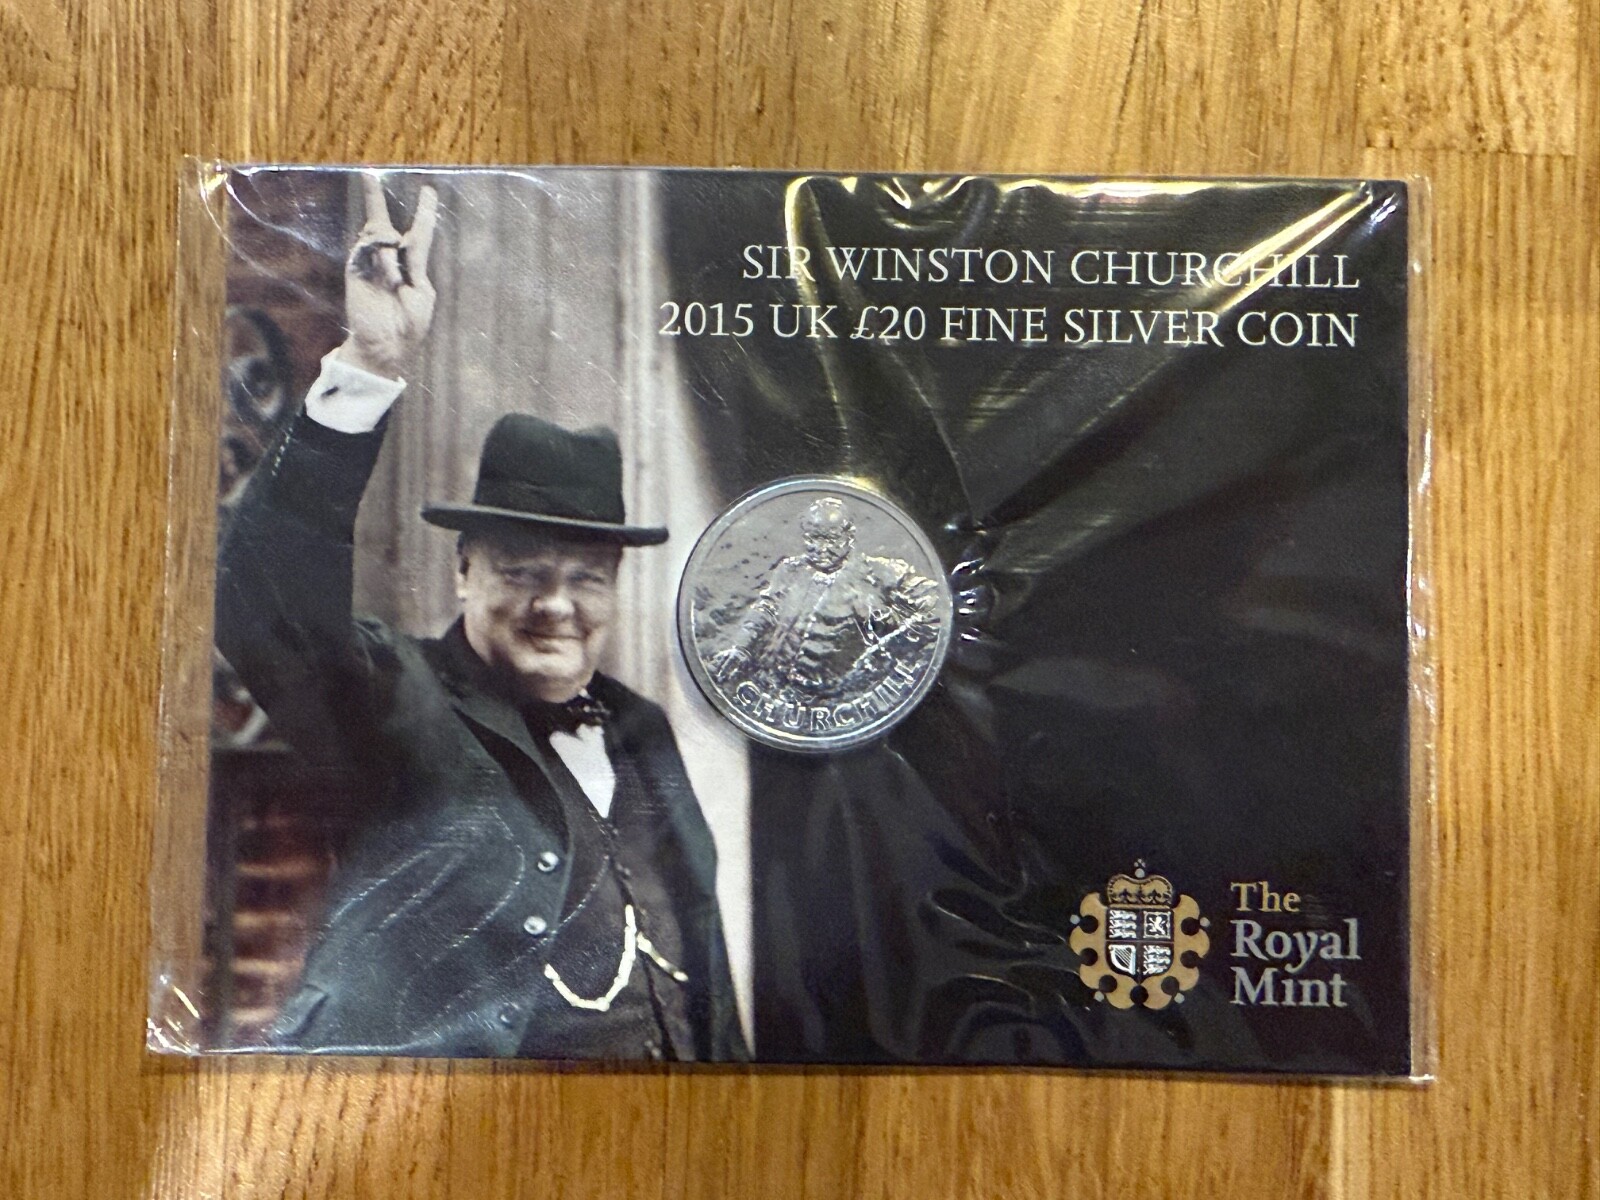 SIR WINSTON CHURCHILL
2015 UK £20 FINE SILVER COIN
CHURCHILL
The
Royal
Mint